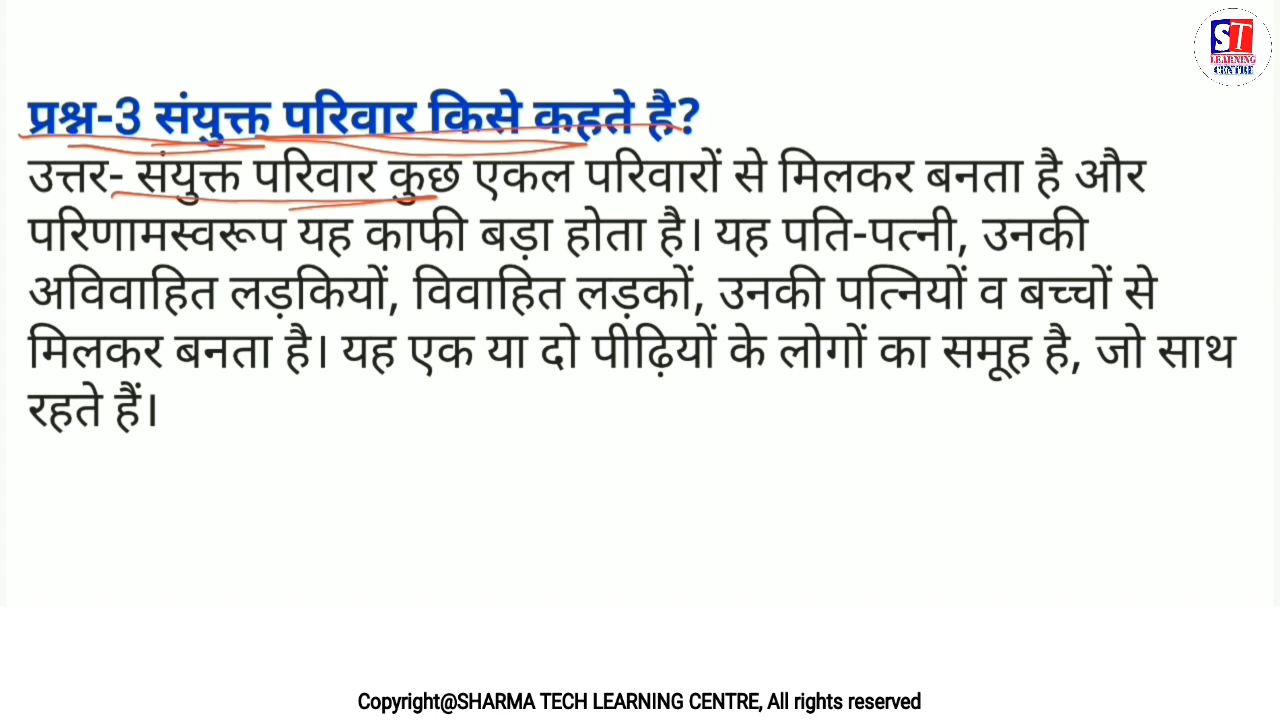 ST
LEARNING
CENTRE
प्रश्न-3 संयुक्त परिवार किसे कहते है?
उत्तर- संयुक्त परिवार कुछ एकल परिवारों से मिलकर बनता है और
परिणामस्वरूप यह काफी बड़ा होता है। यह पति-पत्नी, उनकी
अविवाहित लड़कियों, विवाहित लड़कों, उनकी पत्नियों व बच्चों से
मिलकर बनता है। यह एक या दो पीढ़ियों के लोगों का समूह है, जो साथ
रहते हैं।
Copyright@SHARMA TECH LEARNING CENTRE, All rights reserved